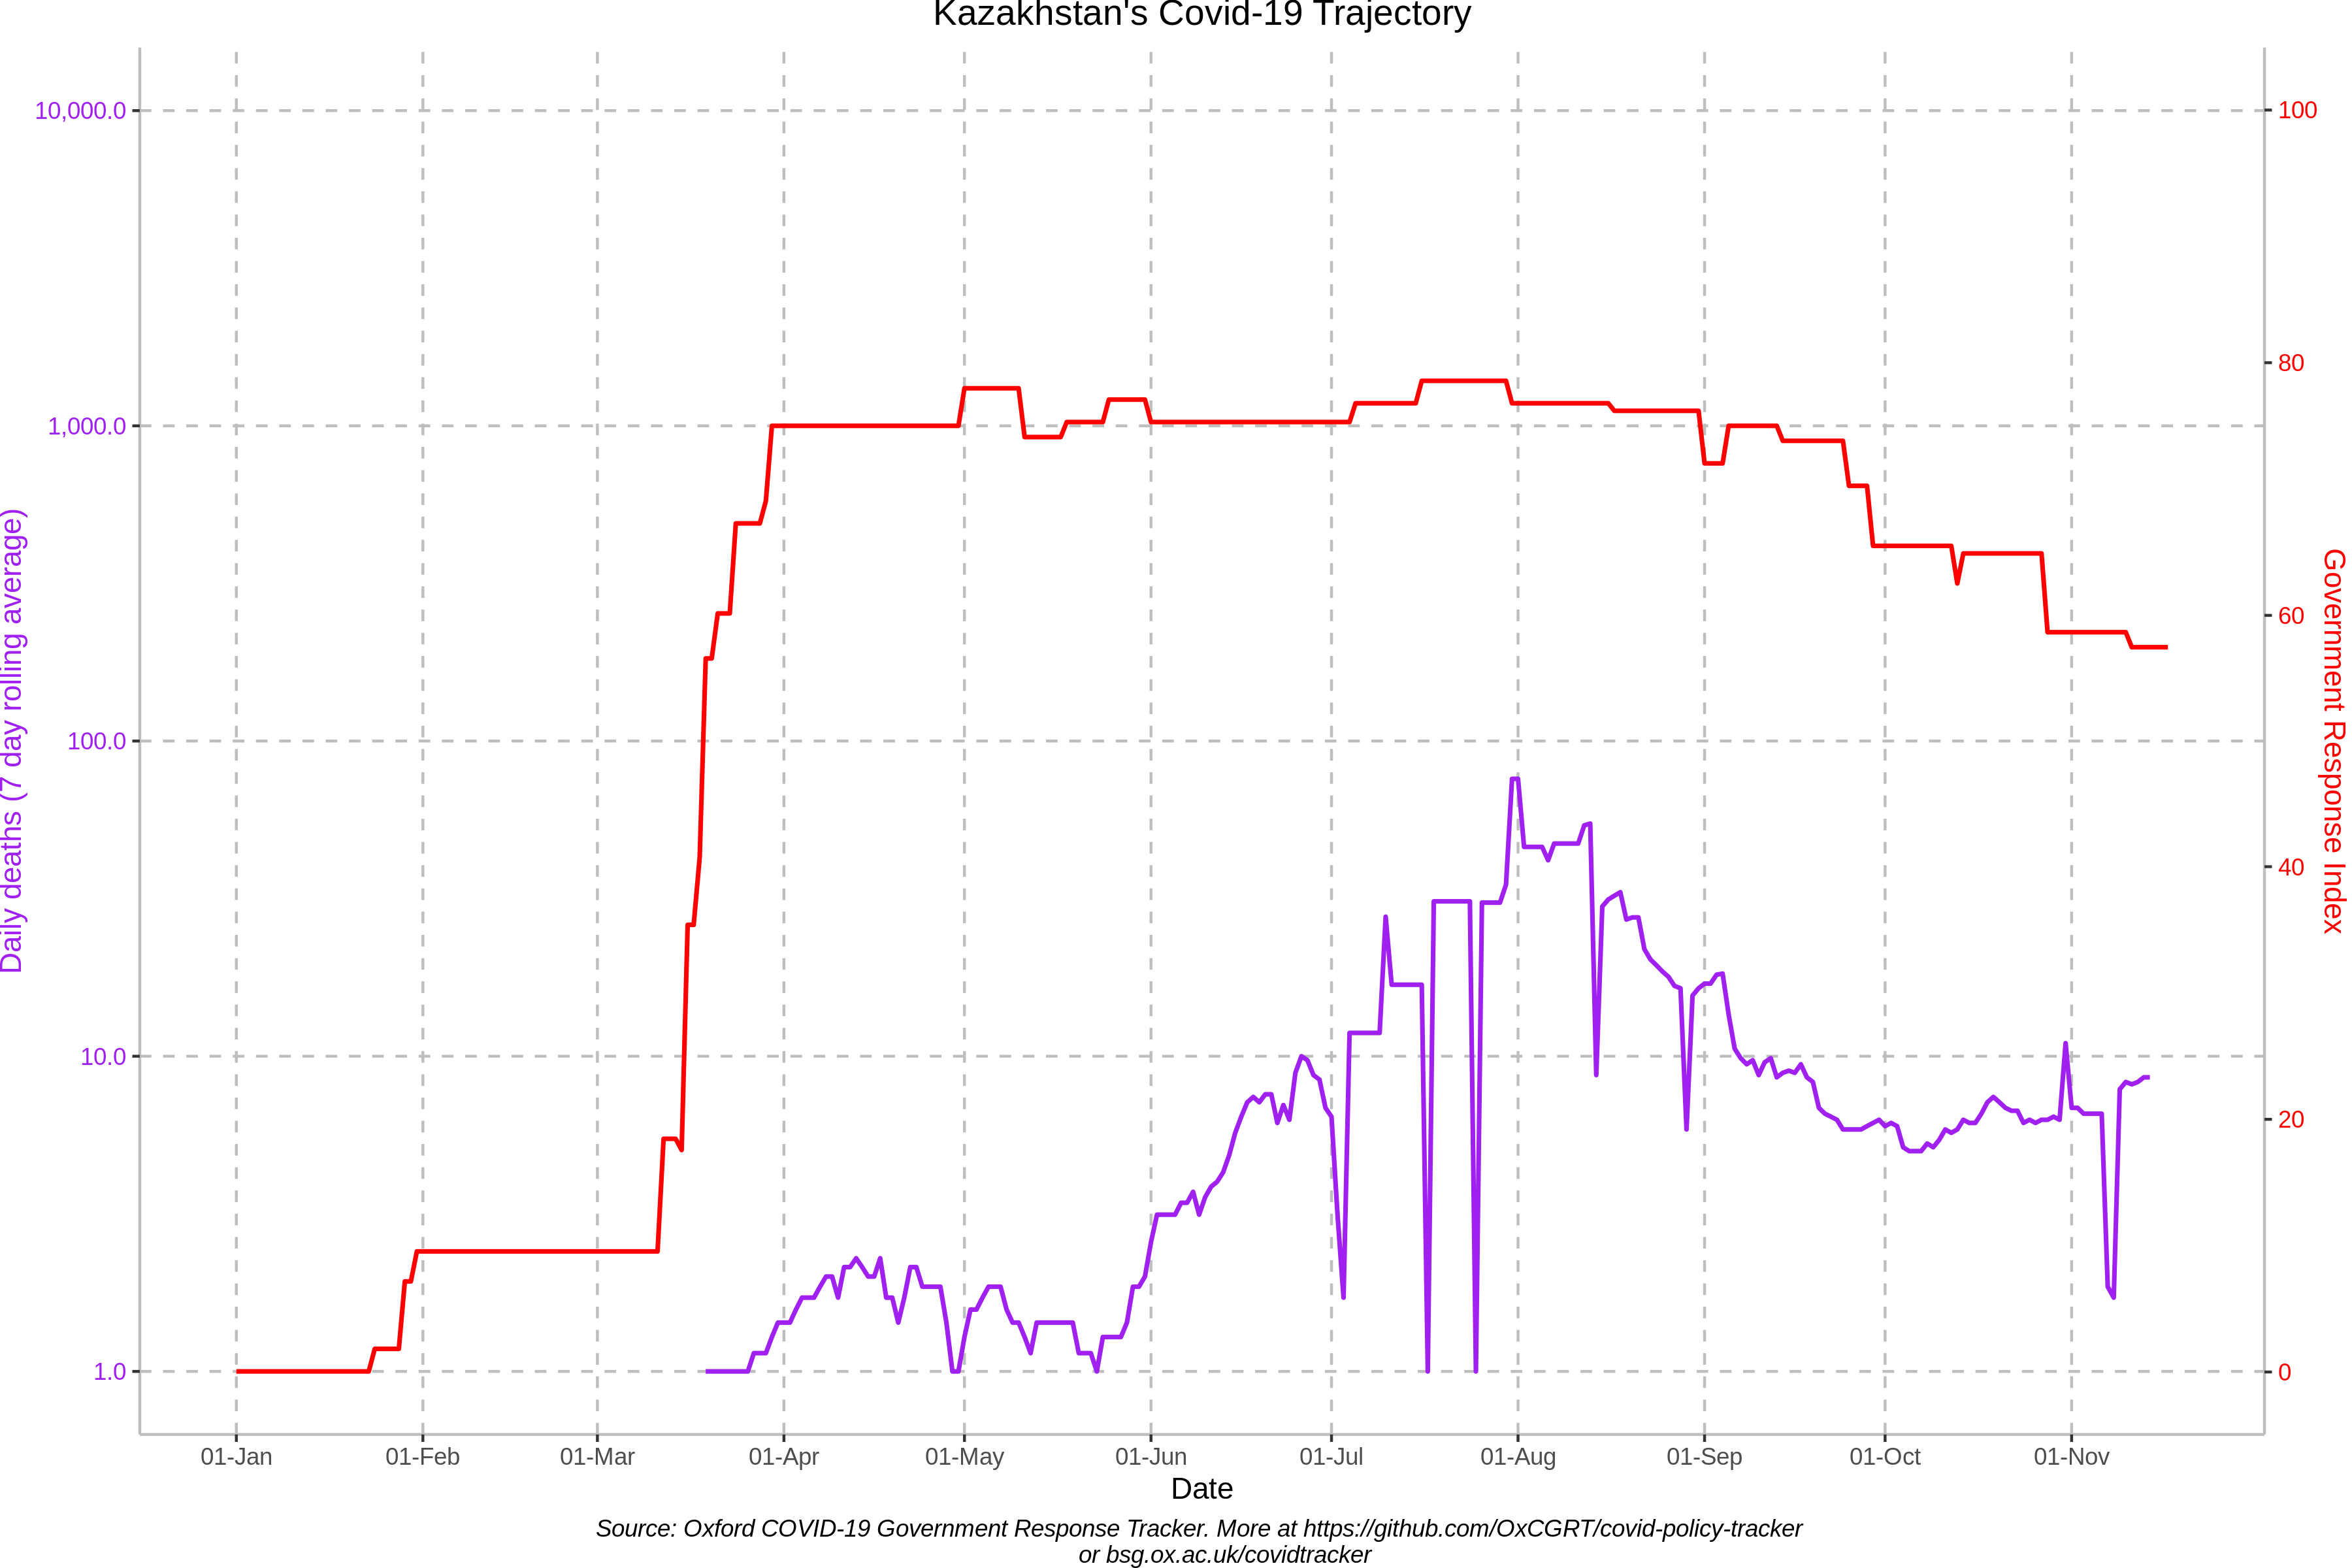 Kazakhstan's Covid-19 Trajectory
10,000.0
1,000.0
100.0
10.0
1.0
Daily deaths (7 day rolling average)
100
80
60
40
20
0
Government Response Index
01-Jan
01-Feb
01-Mar
01-Apr
01-May
01-Jun
01-Jul
01-Aug
01-Sep
01-Oct
01-Nov
Date
Source: Oxford COVID-19 Government Response Tracker. More at https://github.com/OxCGRT/covid-policy-tracker
or bsg.ox.ac.uk/covidtracker